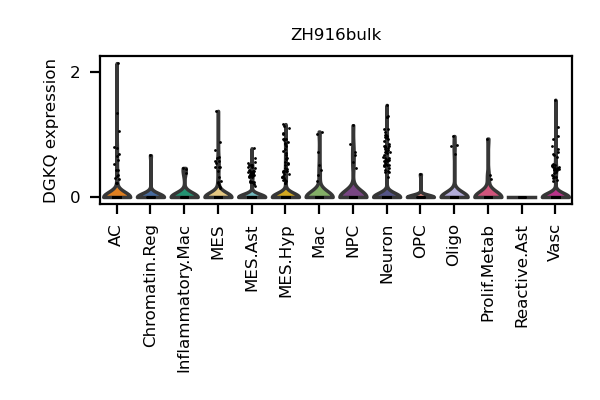 ZH916bulk
DGKQ expression
2
0
AC
Chromatin.Reg
Inflammatory.Mac
MES
MES.Ast
MES.Hyp
Mac
NPC
Neuron
OPC
Oligo
Prolif.Metab
Reactive.Ast
Vasc